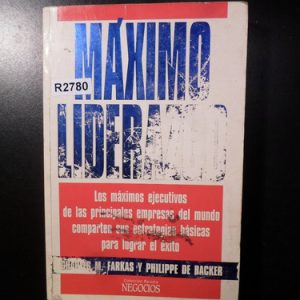 MÁXIMO
R2780
LIDERAZGO
Los máximos ejecutivos
de las principales empresas del mundo
comparten sus estrategias básicas
para lograr el éxito
M. FARKAS Y PHILIPPE DE BACKER
NEGOCIOS